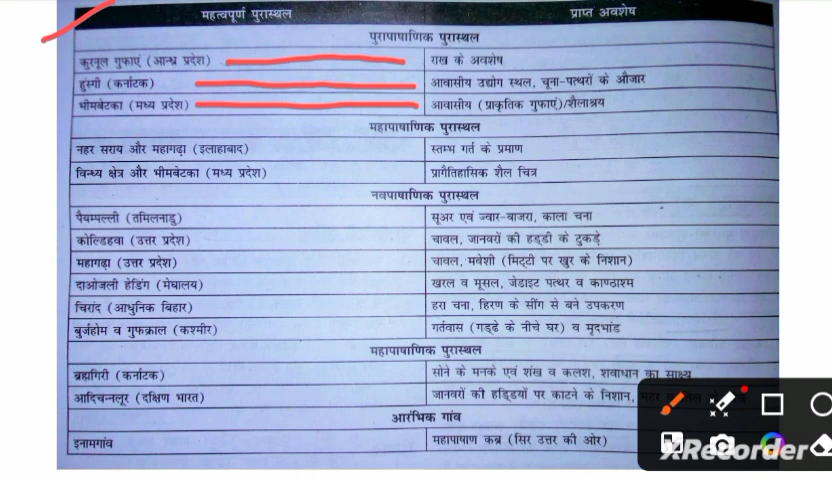 महत्वपूर्ण पुरास्थल प्राप्त अवशेष
पुरापाषाणिक पुरास्थल
कुरनूल गुफाएं (आन्ध्र प्रदेश) राख के अवशेष
हुंस्गी (कर्नाटक) आवासीय उद्योग स्थल, चूना-पत्थरों के औजार
भीमबेटका (मध्य प्रदेश) आवासीय (प्राकृतिक गुफाएं)/शैलाश्रय
महापाषाणिक पुरास्थल
नहर सराय और महागढ़ा (इलाहाबाद) स्तम्भ गर्त के प्रमाण
विन्ध्य क्षेत्र और भीमबेटका (मध्य प्रदेश) प्रागैतिहासिक शैल चित्र
नवपाषाणिक पुरास्थल
पैयम्पल्ली (तमिलनाडु) सूअर एवं ज्वार-बाजरा, काला चना
कोल्डिहवा (उत्तर प्रदेश) चावल, जानवरों की हड्डी के टुकड़े
महागढ़ा (उत्तर प्रदेश) चावल, मवेशी (मिट्टी पर खुर के निशान)
दाओजली हेडिंग (मेघालय) खरल व मूसल, जेडाइट पत्थर व काष्ठाश्म
चिरांद (आधुनिक बिहार) हरा चना, हिरण के सींग से बने उपकरण
बुर्जहोम व गुफक्राल (कश्मीर) गर्तवास (गड्ढे के नीचे घर) व मृदभांड
महापाषाणिक पुरास्थल
ब्रह्मगिरी (कर्नाटक) सोने के मनके एवं शंख व कलश, शवाधान का साक्ष्य
आदिचन्नलूर (दक्षिण भारत) जानवरों की हड्डियों पर काटने के निशान,
आरंभिक गांव
इनामगांव महापाषाण कब्र (सिर उत्तर की ओर)
XRecorder